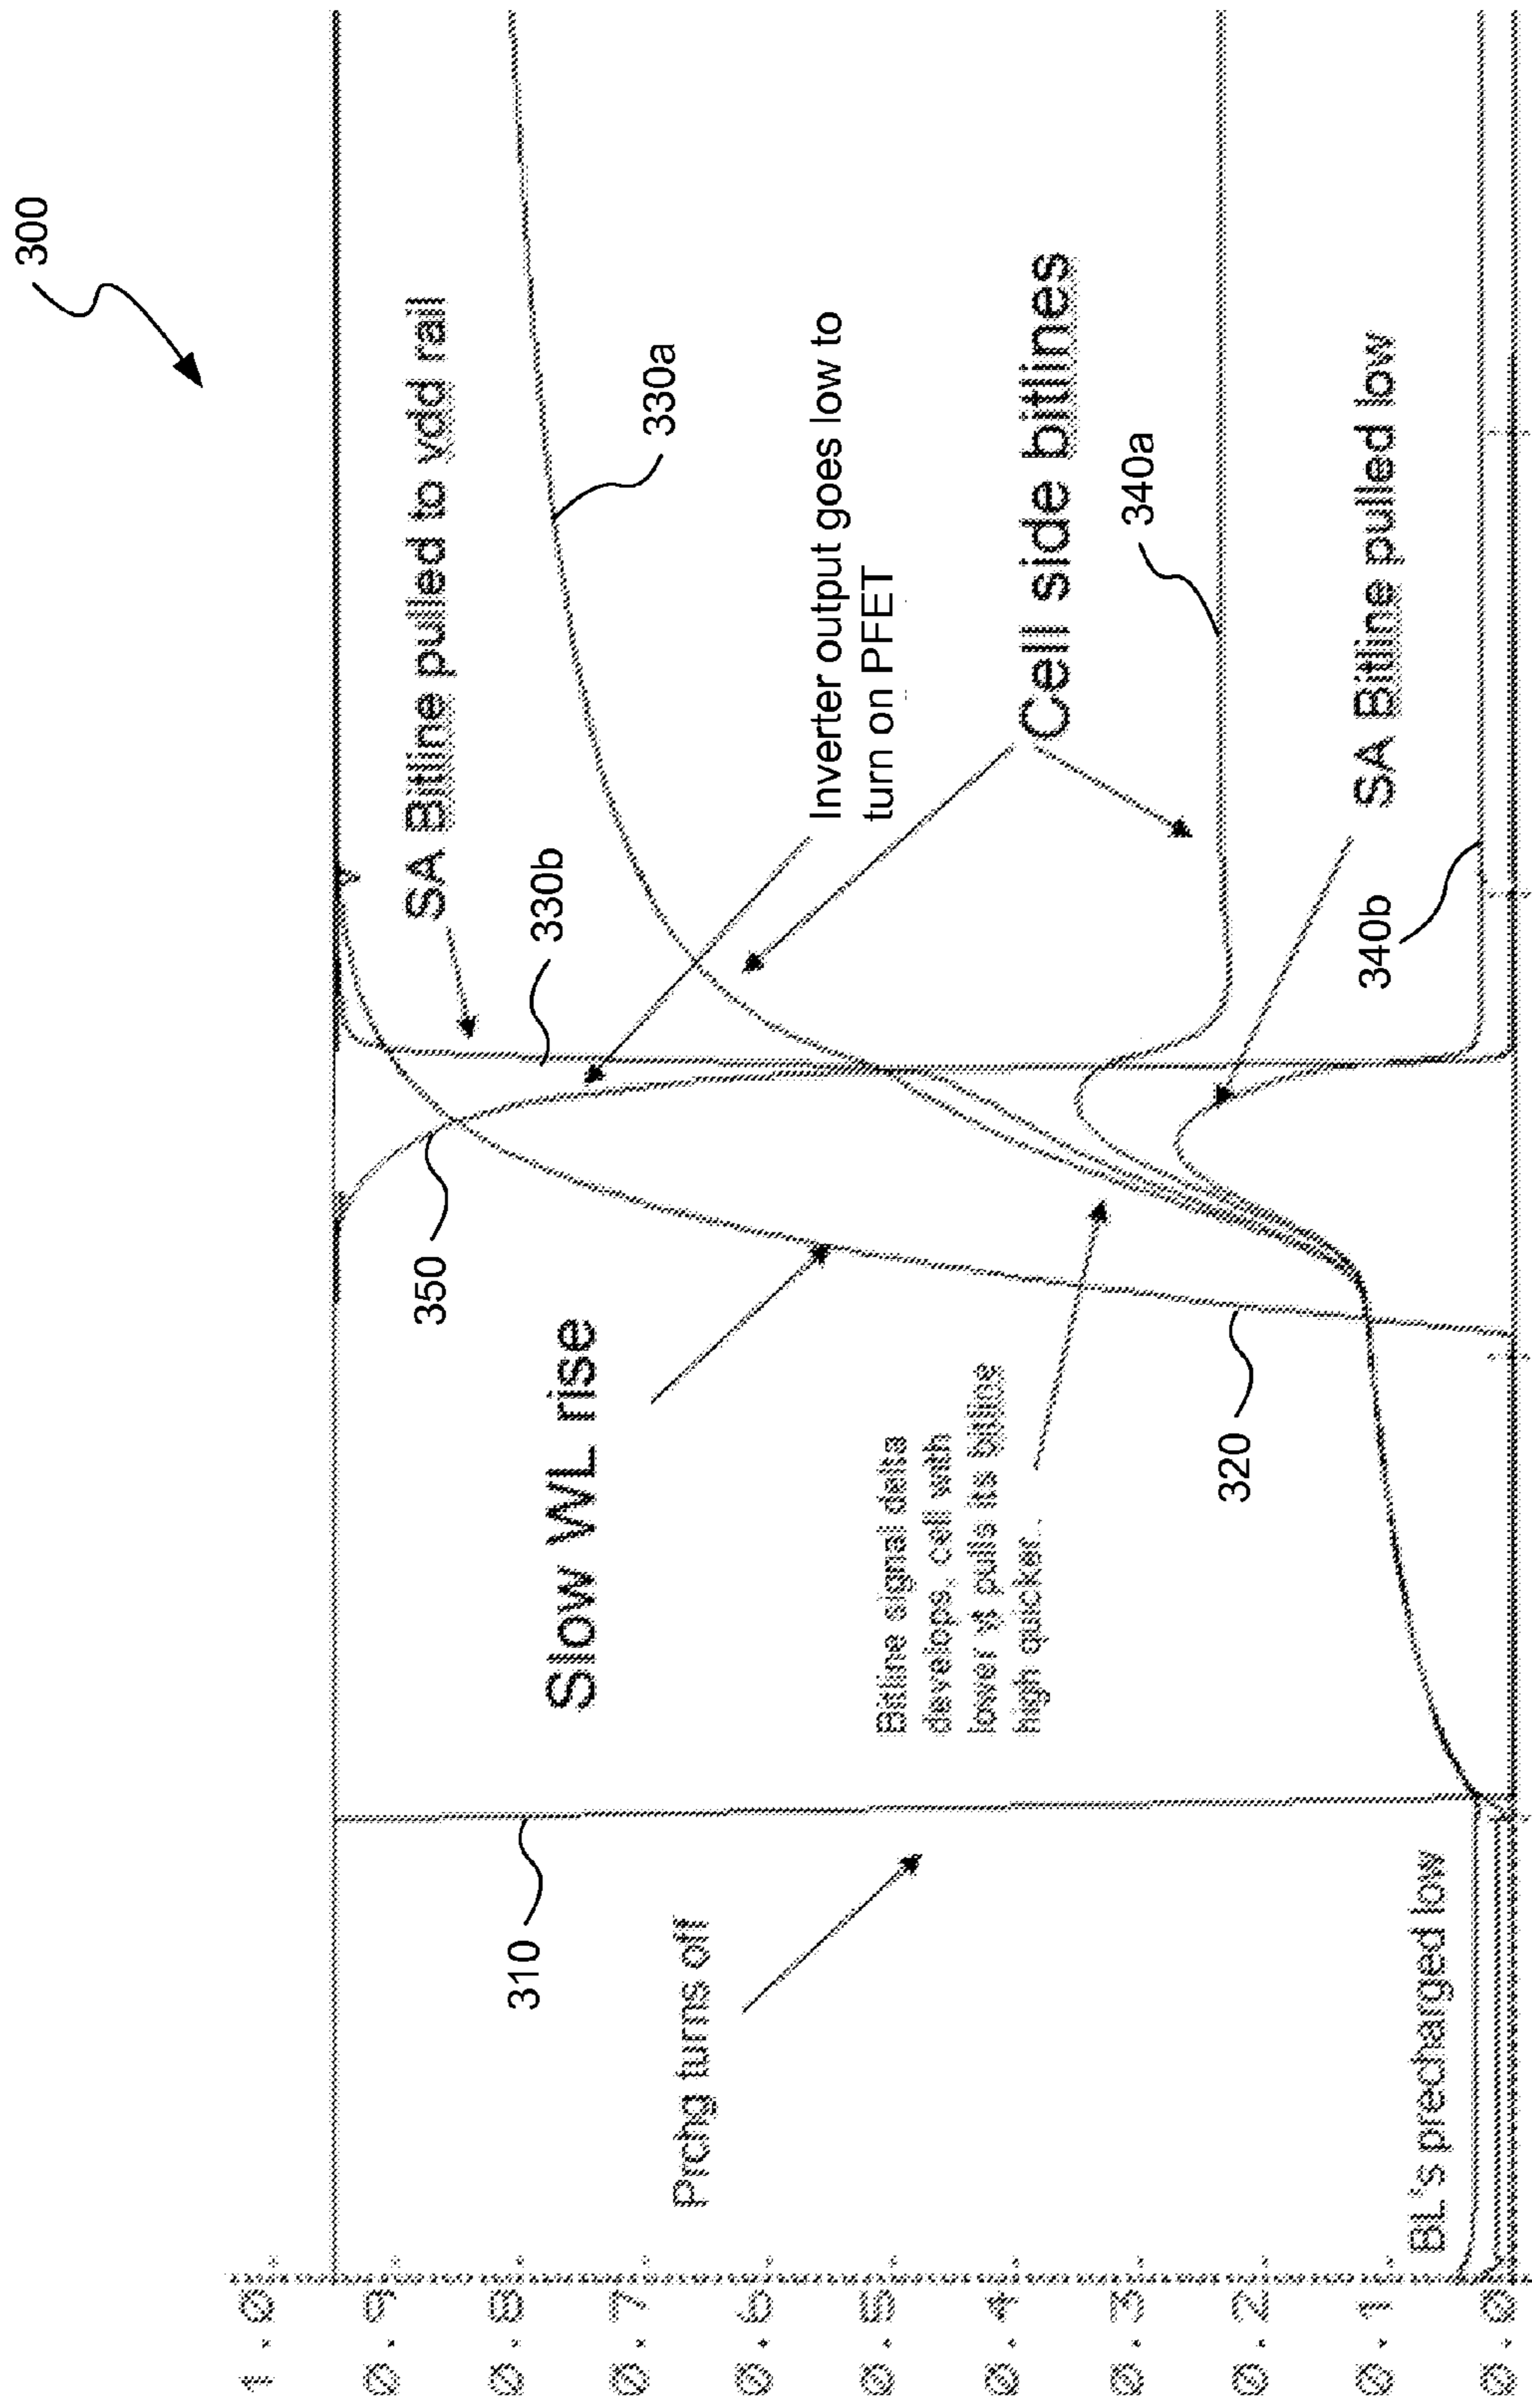 300
SA Bitline pulled to vdd rail
330b
330a
350
Inverter output goes low to
turn on PFET
Slow WL rise
Cell side bitlines
310
Prchg turns off
Bitline signal delta
develops, cell with
lower vt pulls its bitline
high quicker..
340a
320
SA Bitline pulled low
340b
BL's precharged low
1.0
0.9
0.8
0.7
0.6
0.5
0.4
0.3
0.2
0.1
0.0